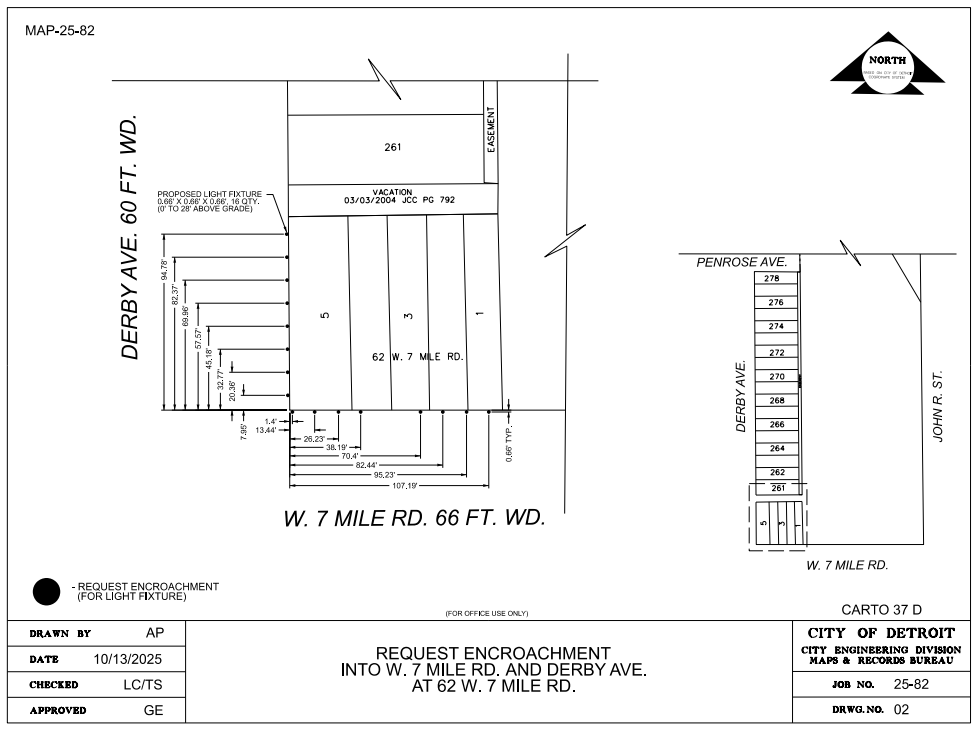 MAP-25-82
NORTH
BASED ON CITY OF DETROIT
COORDINATE SYSTEM
DERBY AVE. 60 FT. WD.
EASEMENT
261
VACATION
03/03/2004 JCC PG 792
PROPOSED LIGHT FIXTURE
0.66' X 0.66' X 0.66', 16 QTY.
(0' TO 28' ABOVE GRADE)
94.78'
82.37'
69.96'
57.57'
45.18'
32.77'
20.36'
7.95'
5
3
1
62 W. 7 MILE RD.
1.4'
13.44'
26.23'
38.19'
70.4'
82.44'
95.23'
107.19'
0.66' TYP.
W. 7 MILE RD. 66 FT. WD.
PENROSE AVE.
278
276
274
272
270
268
266
264
262
261
5
3
1
DERBY AVE.
JOHN R. ST.
W. 7 MILE RD.
- REQUEST ENCROACHMENT
(FOR LIGHT FIXTURE)
(FOR OFFICE USE ONLY)
CARTO 37 D
DRAWN BY AP
DATE 10/13/2025
CHECKED LC/TS
APPROVED GE
REQUEST ENCROACHMENT
INTO W. 7 MILE RD. AND DERBY AVE.
AT 62 W. 7 MILE RD.
CITY OF DETROIT
CITY ENGINEERING DIVISION
MAPS & RECORDS BUREAU
JOB NO. 25-82
DRWG. NO. 02